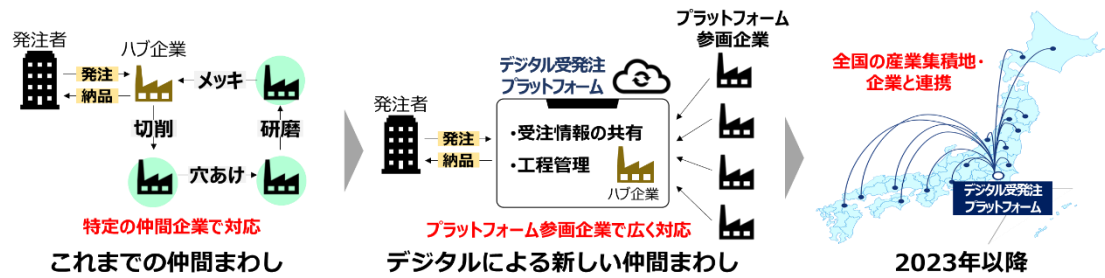 発注者
ハブ企業
発注
納品
メッキ
切削
研磨
穴あけ
特定の仲間企業で対応
これまでの仲間まわし
プラットフォーム
参画企業
デジタル受発注
プラットフォーム
発注者
発注
納品
・受注情報の共有
・工程管理
ハブ企業
プラットフォーム参画企業で広く対応
デジタルによる新しい仲間まわし
全国の産業集積地・
企業と連携
デジタル受発注
プラットフォーム
2023年以降